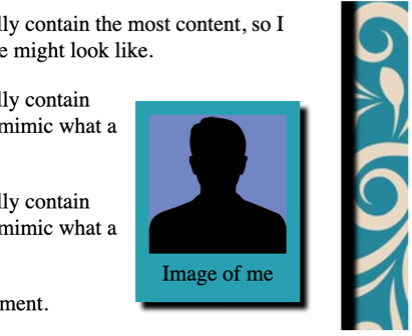 lly contain the most content, so I
e might look like.
lly contain
mimic what a
lly contain
mimic what a
Image of me
ment.